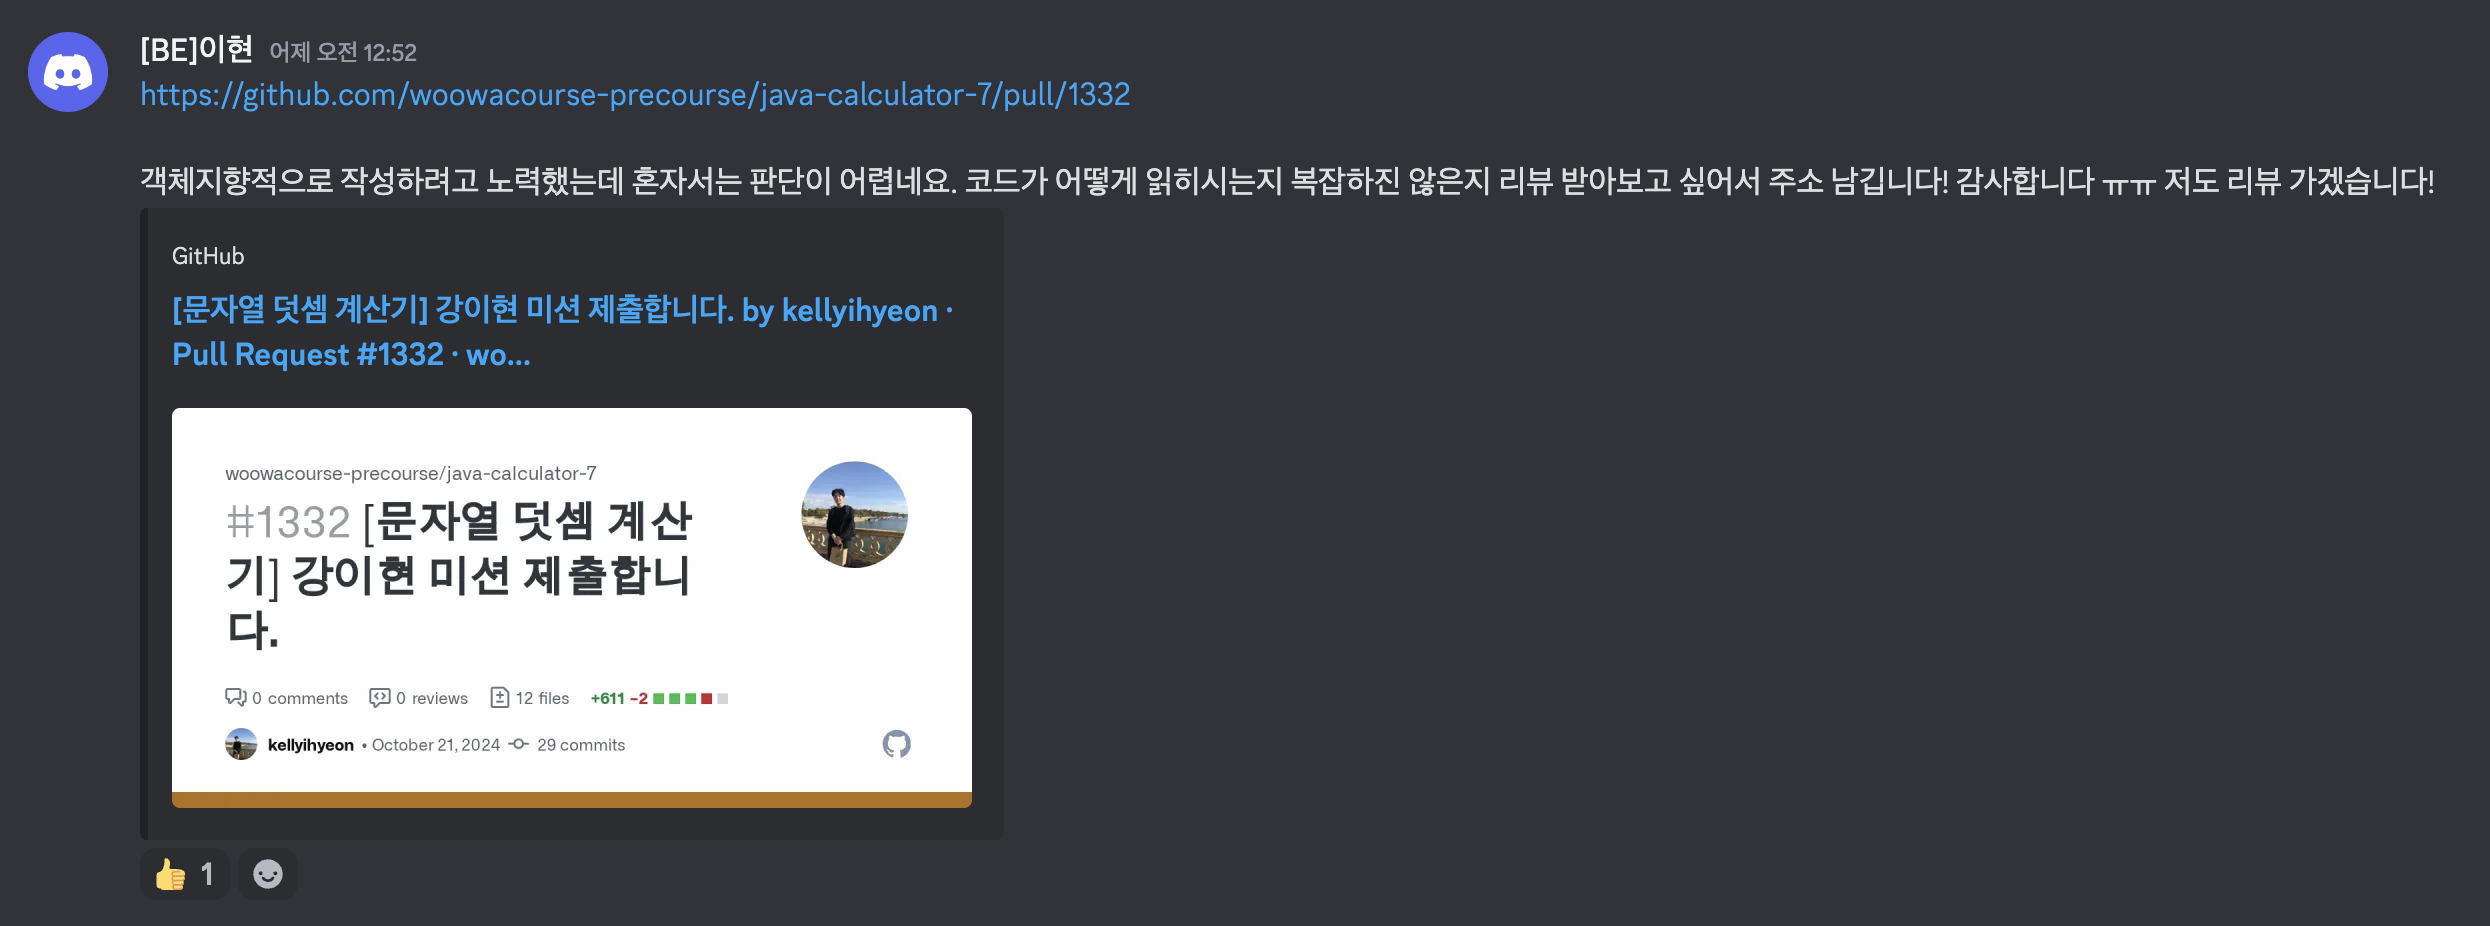 [BE]이현 어제 오전 12:52
https://github.com/woowacourse-precourse/java-calculator-7/pull/1332
객체지향적으로 작성하려고 노력했는데 혼자서는 판단이 어렵네요. 코드가 어떻게 읽히시는지 복잡하진 않은지 리뷰 받아보고 싶어서 주소 남깁니다! 감사합니다 ㅠㅠ 저도 리뷰 가겠습니다!
GitHub
[문자열 덧셈 계산기] 강이현 미션 제출합니다. by kellyihyeon ·
Pull Request #1332 · wo...
woowacourse-precourse/java-calculator-7
#1332 [문자열 덧셈 계산
기] 강이현 미션 제출합니
다.
0 comments 0 reviews 12 files +611 −2
kellyihyeon • October 21, 2024 29 commits
1